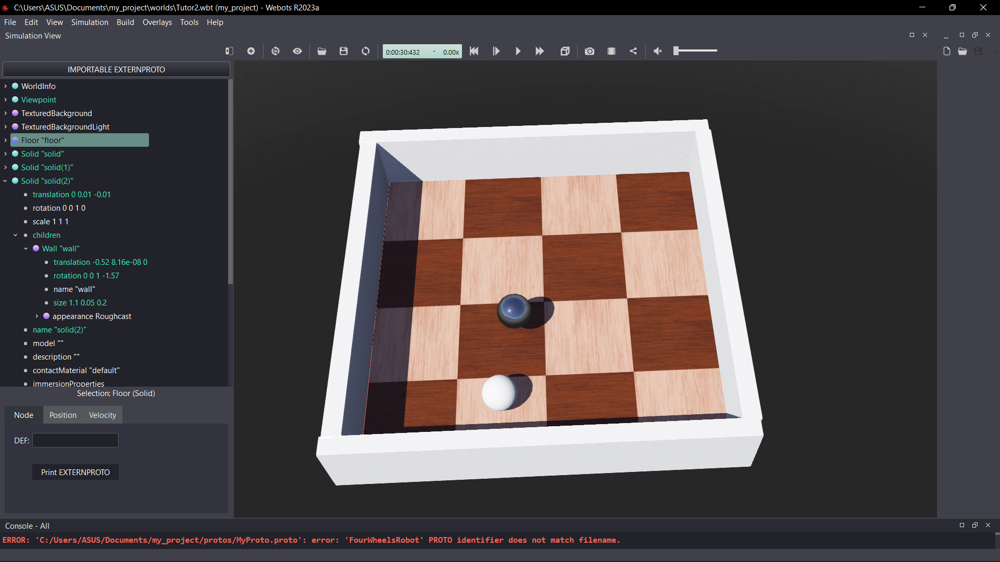 C:\Users\ASUS\Documents\my_project\worlds\Tutor2.wbt (my_project) - Webots R2023a
File Edit View Simulation Build Overlays Tools Help
Simulation View
0:00:30:432 - 0.00x
IMPORTABLE EXTERNPROTO
WorldInfo
Viewpoint
TexturedBackground
TexturedBackgroundLight
Floor "floor"
Solid "solid"
Solid "solid(1)"
Solid "solid(2)"
translation 0 0.01 -0.01
rotation 0 0 1 0
scale 1 1 1
children
Wall "wall"
translation -0.52 8.16e-08 0
rotation 0 0 1 -1.57
name "wall"
size 1.1 0.05 0.2
appearance Roughcast
name "solid(2)"
model ""
description ""
contactMaterial "default"
immersionProperties
Selection: Floor (Solid)
Node Position Velocity
DEF:
Print EXTERNPROTO
Console - All
ERROR: 'C:/Users/ASUS/Documents/my_project/protos/MyProto.proto': error: 'FourWheelsRobot' PROTO identifier does not match filename.